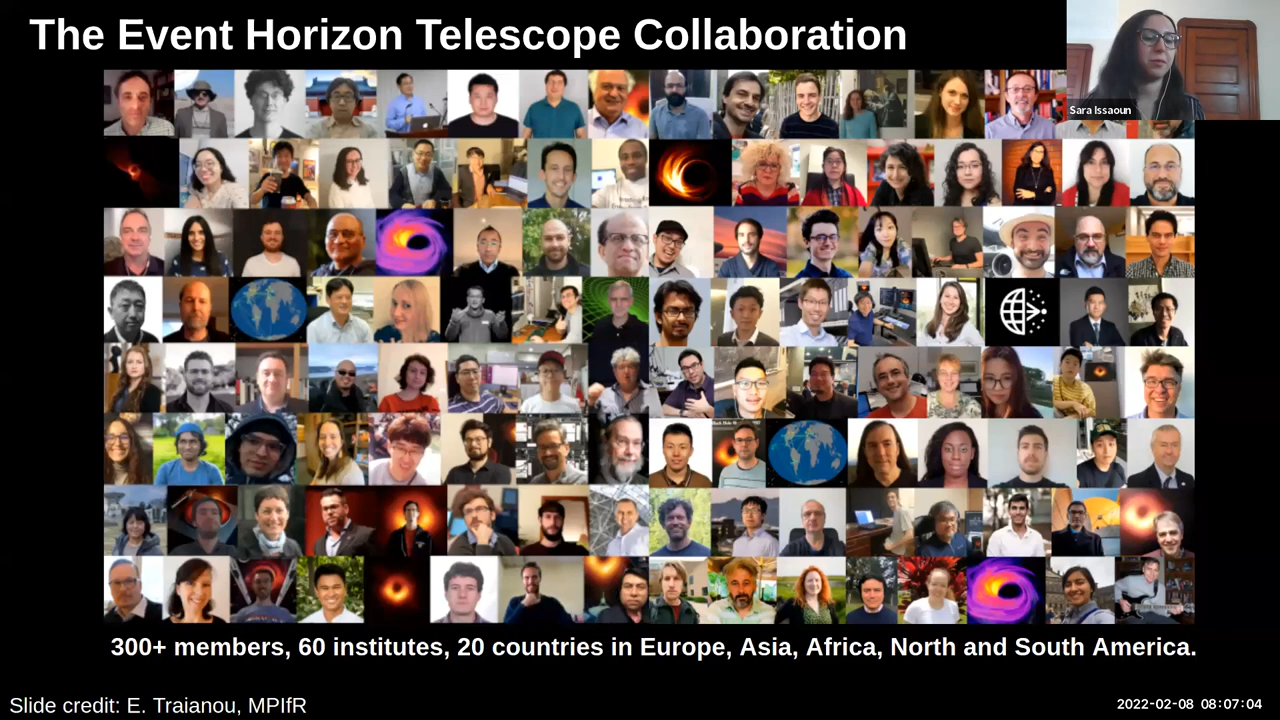 The Event Horizon Telescope Collaboration
Sara Issaoun
300+ members, 60 institutes, 20 countries in Europe, Asia, Africa, North and South America.
Slide credit: E. Traianou, MPIfR
2022-02-08 08:07:04